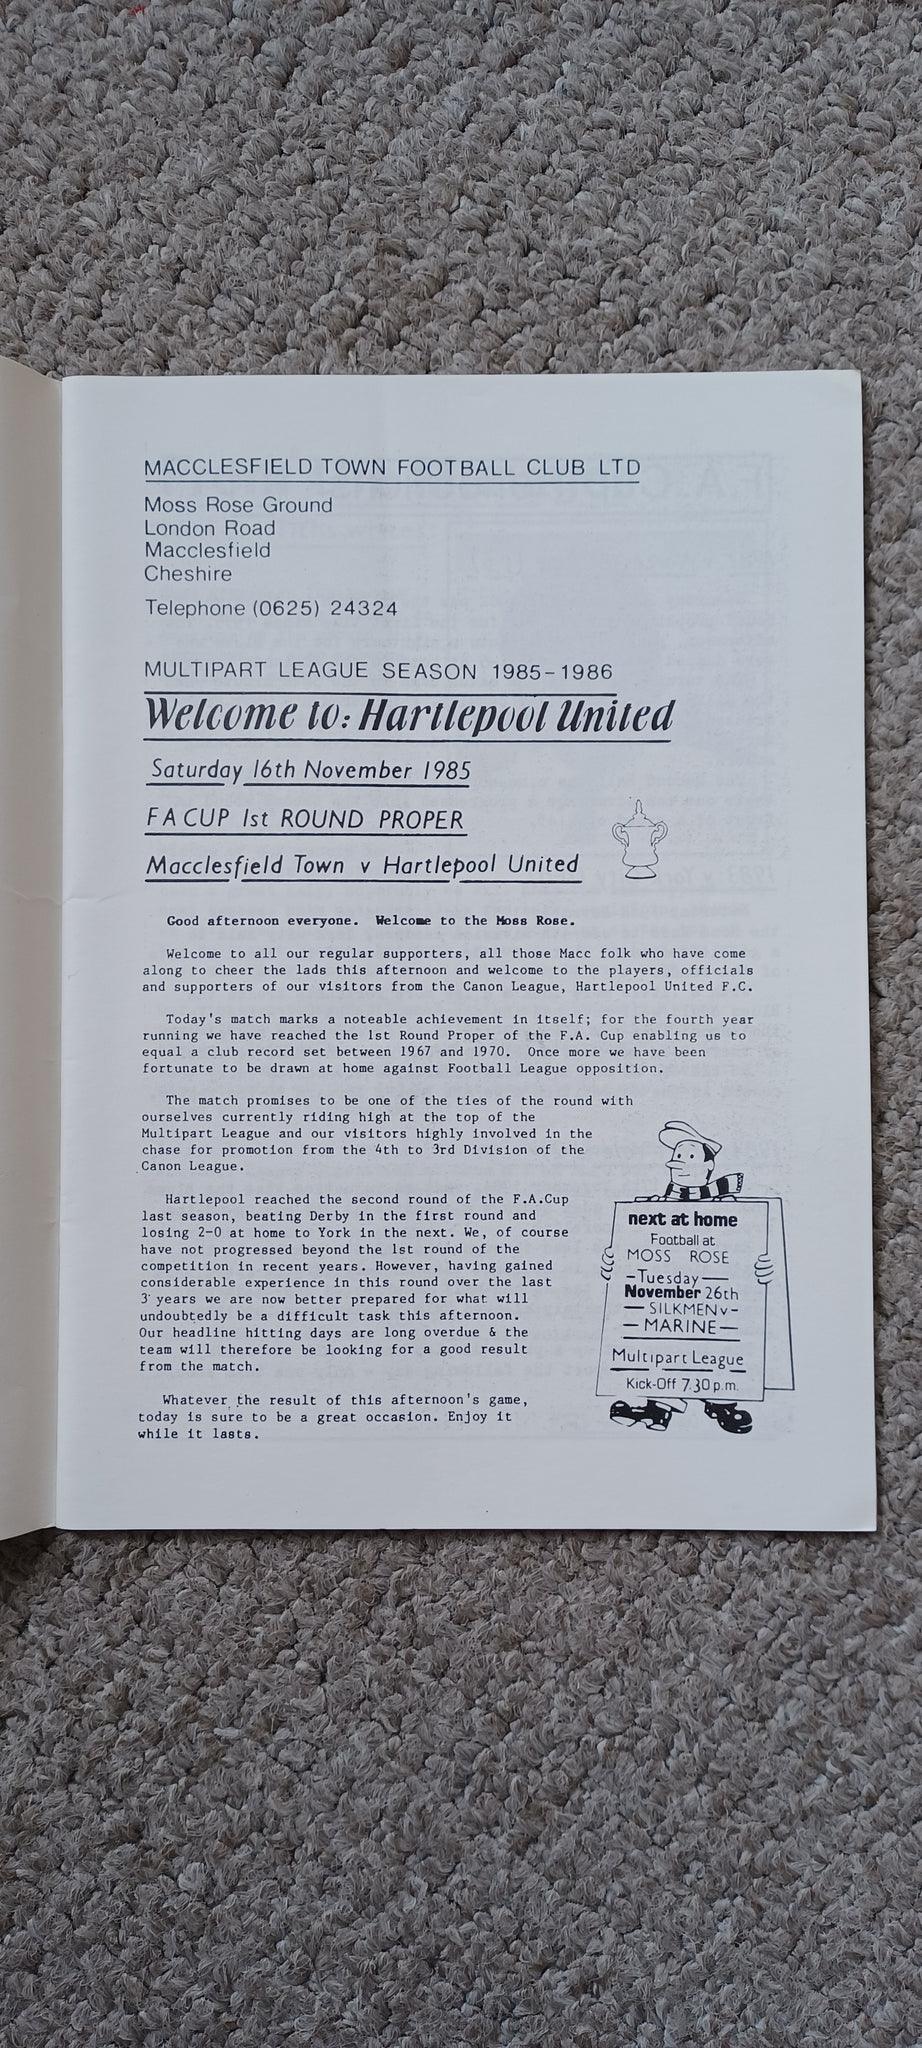 MACCLESFIELD TOWN FOOTBALL CLUB LTD
Moss Rose Ground
London Road
Macclesfield
Cheshire
Telephone (0625) 24324
MULTIPART LEAGUE SEASON 1985-1986
Welcome to: Hartlepool United
Saturday 16th November 1985
F A CUP 1st ROUND PROPER
Macclesfield Town v Hartlepool United
Good afternoon everyone. Welcome to the Moss Rose.
Welcome to all our regular supporters, all those Macc folk who have come
along to cheer the lads this afternoon and welcome to the players, officials
and supporters of our visitors from the Canon League, Hartlepool United F.C.
Today's match marks a noteable achievement in itself; for the fourth year
running we have reached the 1st Round Proper of the F.A. Cup enabling us to
equal a club record set between 1967 and 1970. Once more we have been
fortunate to be drawn at home against Football League opposition.
The match promises to be one of the ties of the round with
ourselves currently riding high at the top of the
Multipart League and our visitors highly involved in the
chase for promotion from the 4th to 3rd Division of the
Canon League.
Hartlepool reached the second round of the F.A.Cup
last season, beating Derby in the first round and
losing 2-0 at home to York in the next. We, of course
have not progressed beyond the 1st round of the
competition in recent years. However, having gained
considerable experience in this round over the last
3 years we are now better prepared for what will
undoubtedly be a difficult task this afternoon.
Our headline hitting days are long overdue & the
team will therefore be looking for a good result
from the match.
Whatever the result of this afternoon's game,
today is sure to be a great occasion. Enjoy it
while it lasts.
next at home
Football at
MOSS ROSE
-Tuesday-
November 26th
- SILKMEN v -
- MARINE -
Multipart League
Kick-Off 7.30 p.m.